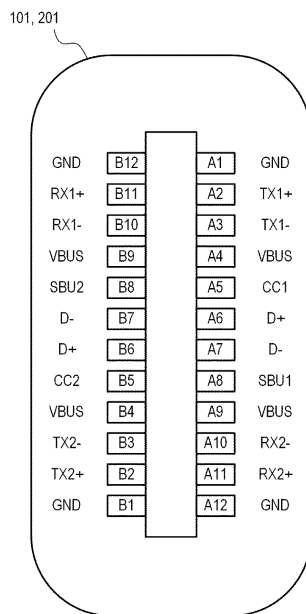 101, 201
GND B12 A1 GND
RX1+ B11 A2 TX1+
RX1- B10 A3 TX1-
VBUS B9 A4 VBUS
SBU2 B8 A5 CC1
D- B7 A6 D+
D+ B6 A7 D-
CC2 B5 A8 SBU1
VBUS B4 A9 VBUS
TX2- B3 A10 RX2-
TX2+ B2 A11 RX2+
GND B1 A12 GND